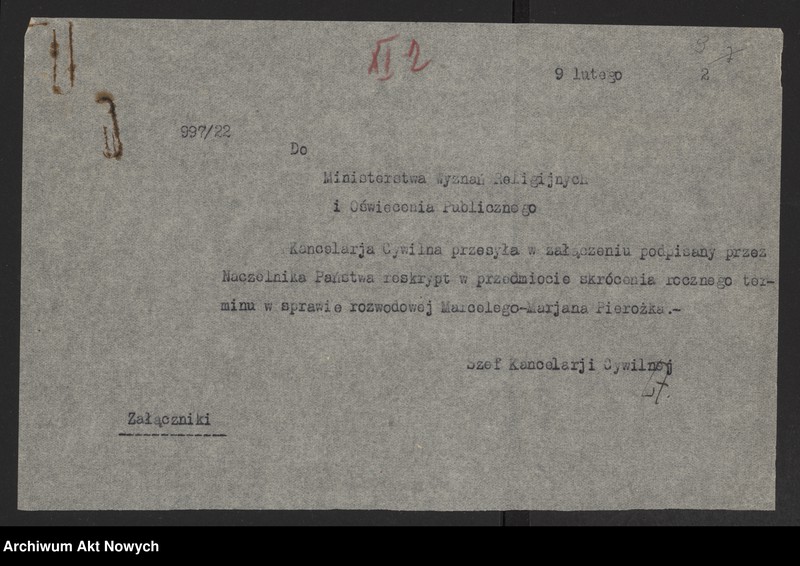 XI-2
9 lutego 2
997/22
Do
Ministerstwa Wyznań Religijnych
i Oświecenia Publicznego
Kancelarja Cywilna przesyła w załączeniu podpisany przez
Naczelnika Państwa reskrypt w przedmiocie skrócenia rocznego ter-
minu w sprawie rozwodowej Marcelego-Marjana Pierożka.-
Szef Kancelarji Cywilnej
Załączniki
Archiwum Akt Nowych